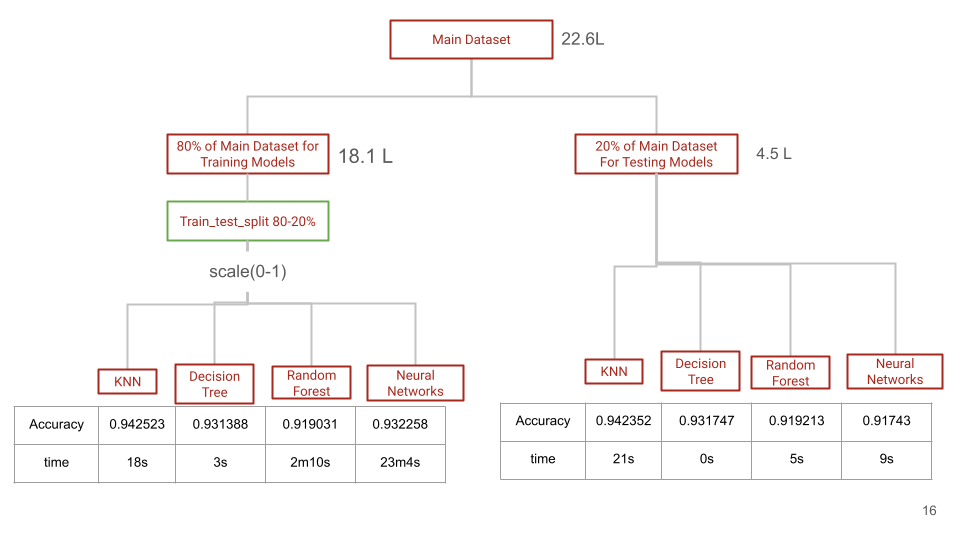 Main Dataset
22.6L
80% of Main Dataset for
Training Models
18.1 L
20% of Main Dataset
For Testing Models
4.5 L
Train_test_split 80-20%
scale(0-1)
KNN
Decision
Tree
Random
Forest
Neural
Networks
Accuracy 0.942523 0.931388 0.919031 0.932258
time 18s 3s 2m10s 23m4s
KNN
Decision
Tree
Random
Forest
Neural
Networks
Accuracy 0.942352 0.931747 0.919213 0.91743
time 21s 0s 5s 9s
16